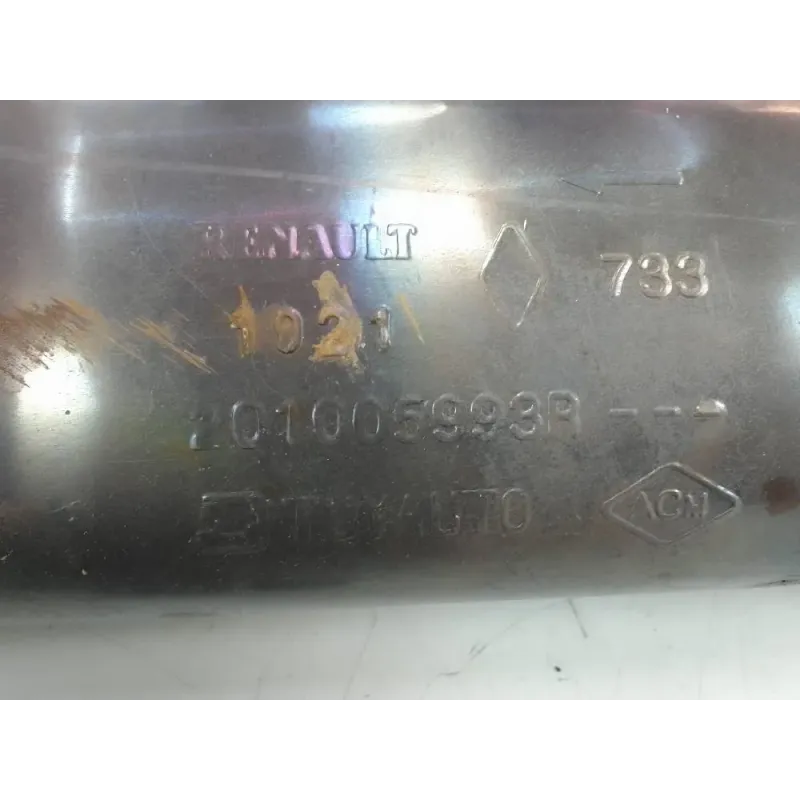 RENAULT 733
1021
201005993R ---
TUYAUTO ACM